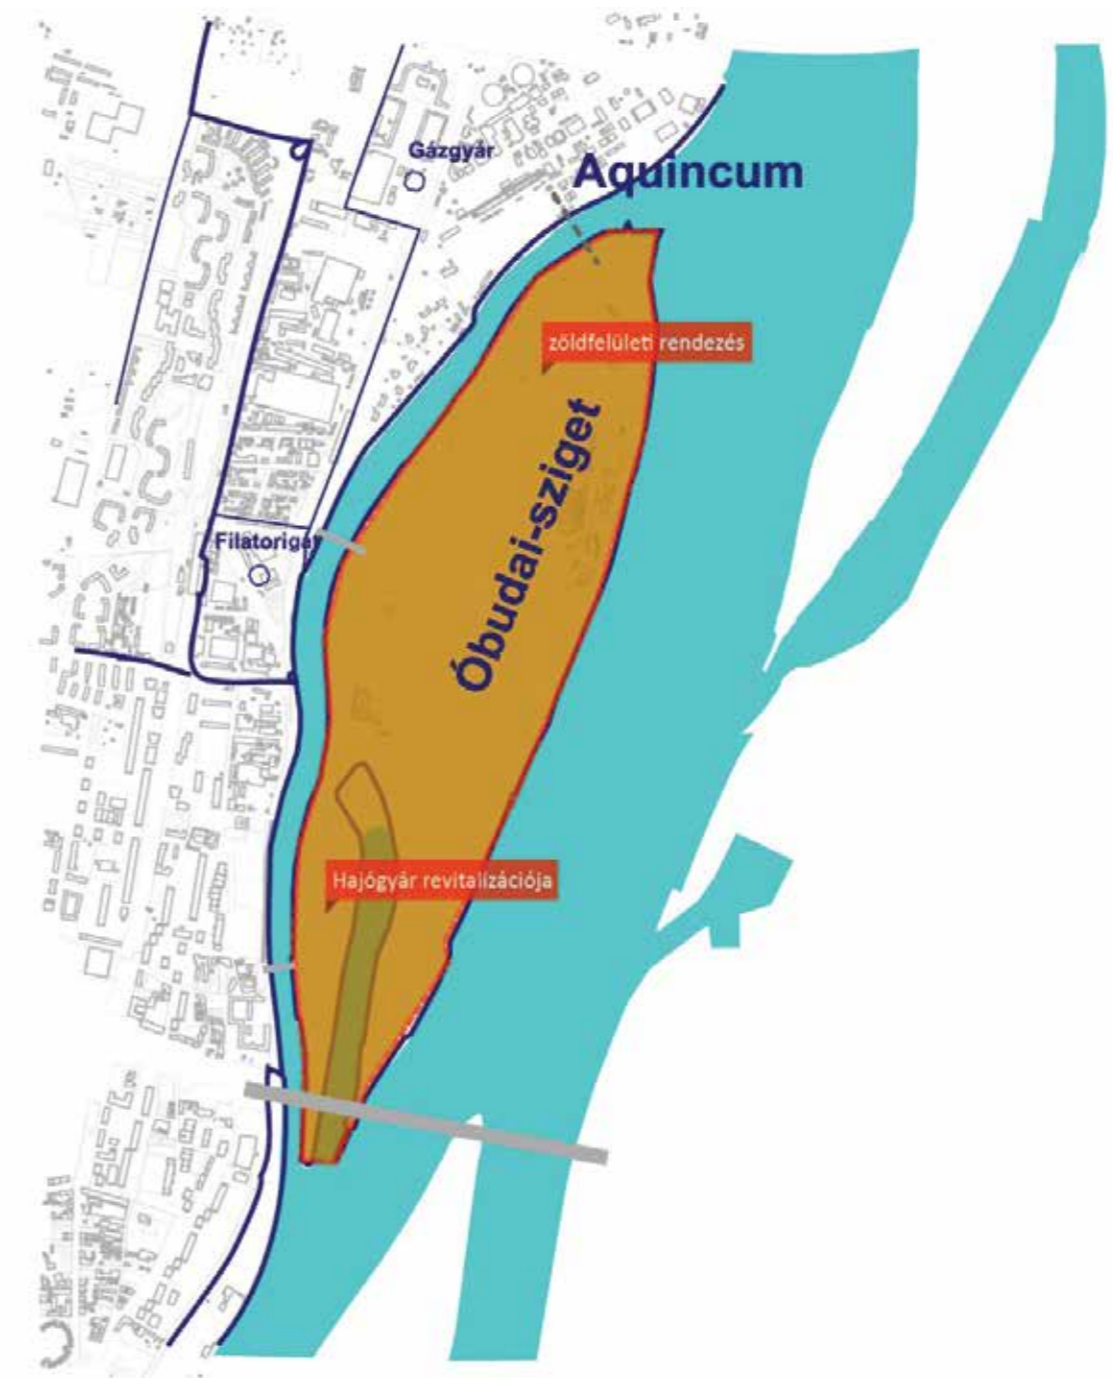 Gázgyár
Aquincum
zöldfelületi rendezés
Óbudai-sziget
Filatorigát
Hajógyár revitalizációja